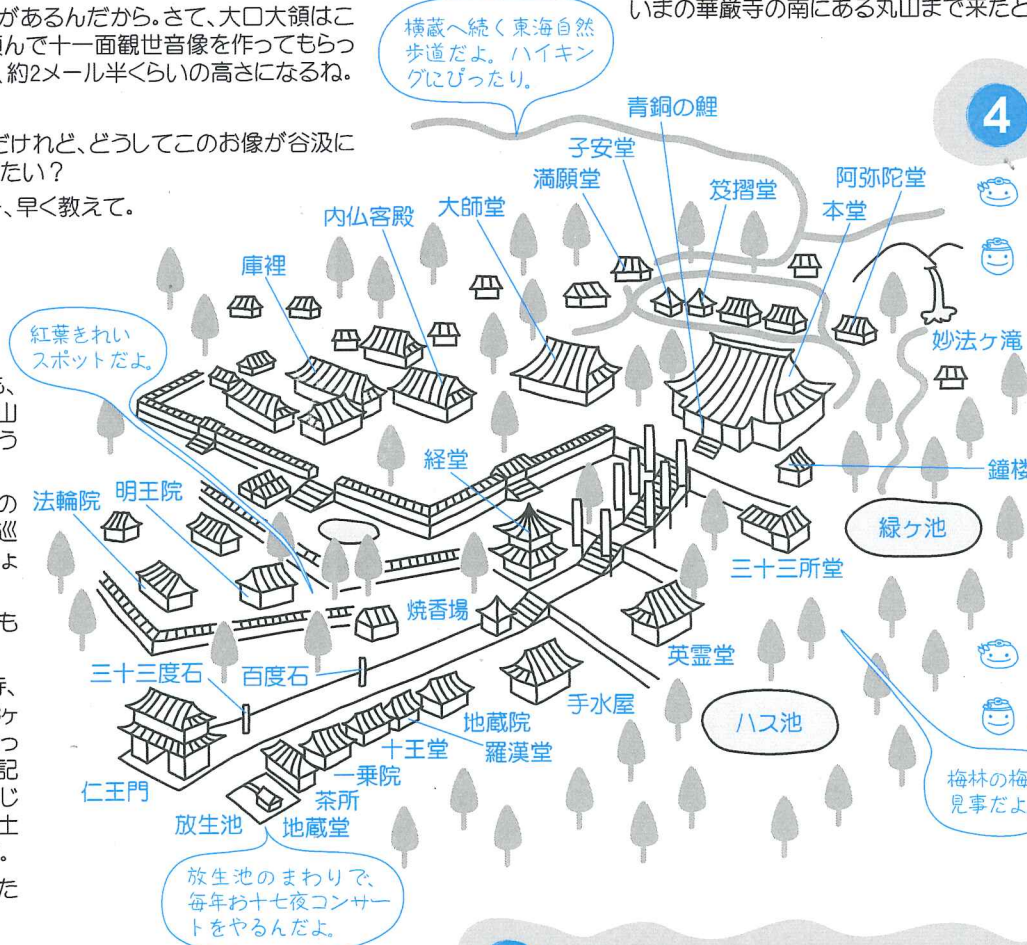 があるんだから。さて、大口大領はこ
頼んで十一面観世音像を作ってもらっ
、約2メール半くらいの高さになるね。
だけれど、どうしてこのお像が谷汲に
たい?
、早く教えて。
いまの華厳寺の南にある丸山まで来たと
4
横蔵へ続く東海自然
歩道だよ。ハイキン
グにぴったり。
青銅の鯉
子安堂
満願堂
笈摺堂
阿弥陀堂
本堂
内仏客殿
大師堂
庫裡
紅葉きれい
スポットだよ。
妙法ヶ滝
鐘楼
経堂
法輪院
明王院
緑ヶ池
三十三所堂
焼香場
英霊堂
三十三度石
百度石
手水屋
ハス池
地蔵院
羅漢堂
十王堂
一乗院
茶所
仁王門
放生池
地蔵堂
梅林の梅
見事だよ
放生池のまわりで、
毎年お十七夜コンサー
トをやるんだよ。
、
山
う
の
巡
ょ
も
、
ヶ
っ
記
じ
土
。
た